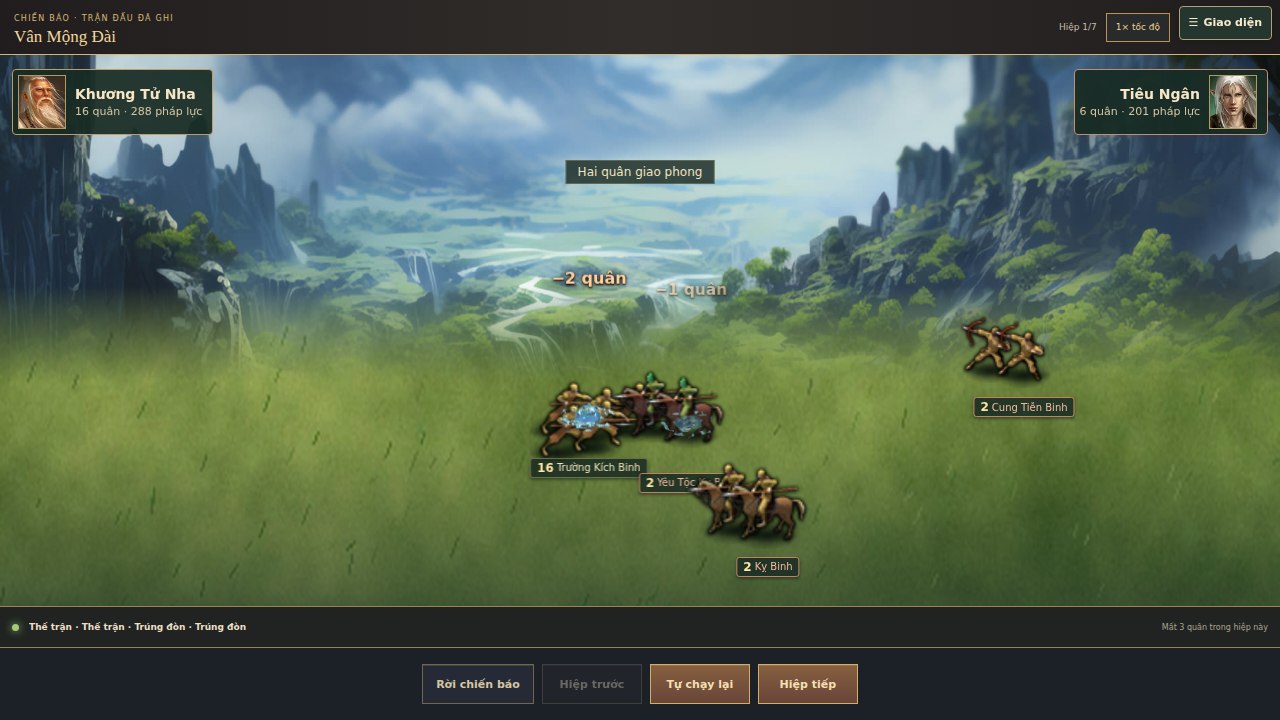 CHIẾN BÁO · TRẬN ĐẤU ĐÃ GHI
Vân Mộng Đài
Hiệp 1/7
1× tốc độ
☰ Giao diện
Khương Tử Nha
16 quân · 288 pháp lực
Tiêu Ngân
6 quân · 201 pháp lực
Hai quân giao phong
−2 quân
−1 quân
2 Cung Tiễn Binh
16 Trường Kích Binh
2 Yêu Tộc
2 Kỵ Binh
Thế trận · Thế trận · Trúng đòn · Trúng đòn
Mất 3 quân trong hiệp này
Rời chiến báo
Hiệp trước
Tự chạy lại
Hiệp tiếp